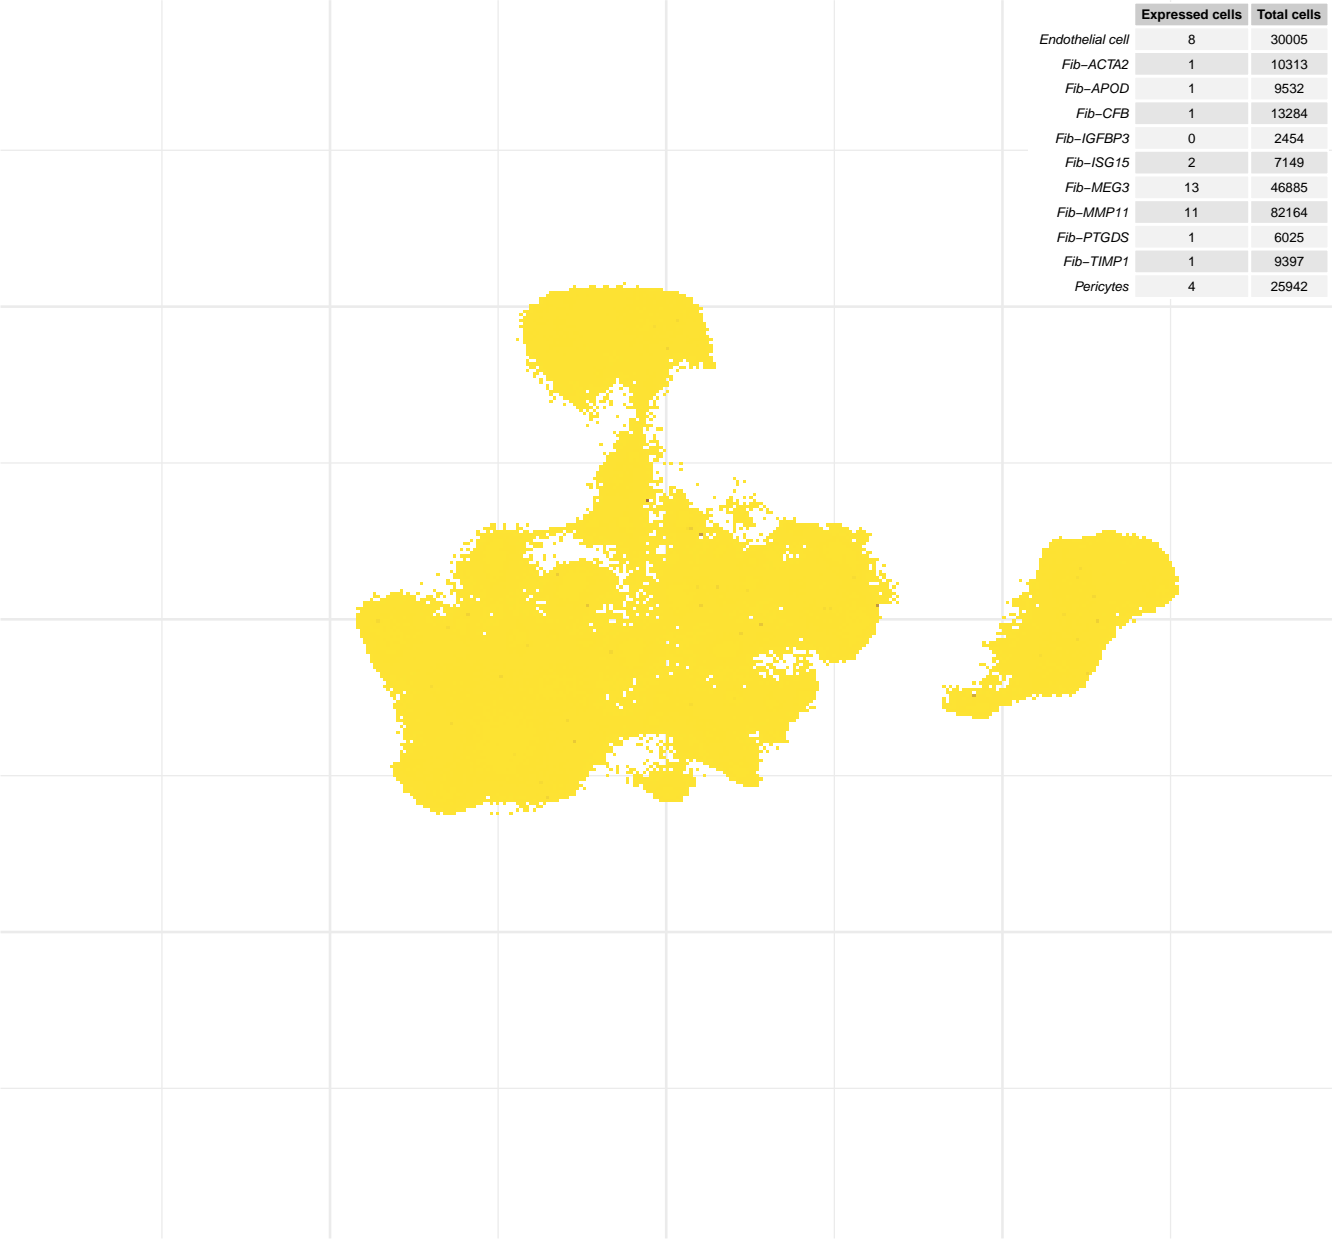 Expressed cells Total cells
Endothelial cell 8 30005
Fib−ACTA2 1 10313
Fib−APOD 1 9532
Fib−CFB 1 13284
Fib−IGFBP3 0 2454
Fib−ISG15 2 7149
Fib−MEG3 13 46885
Fib−MMP11 11 82164
Fib−PTGDS 1 6025
Fib−TIMP1 1 9397
Pericytes 4 25942